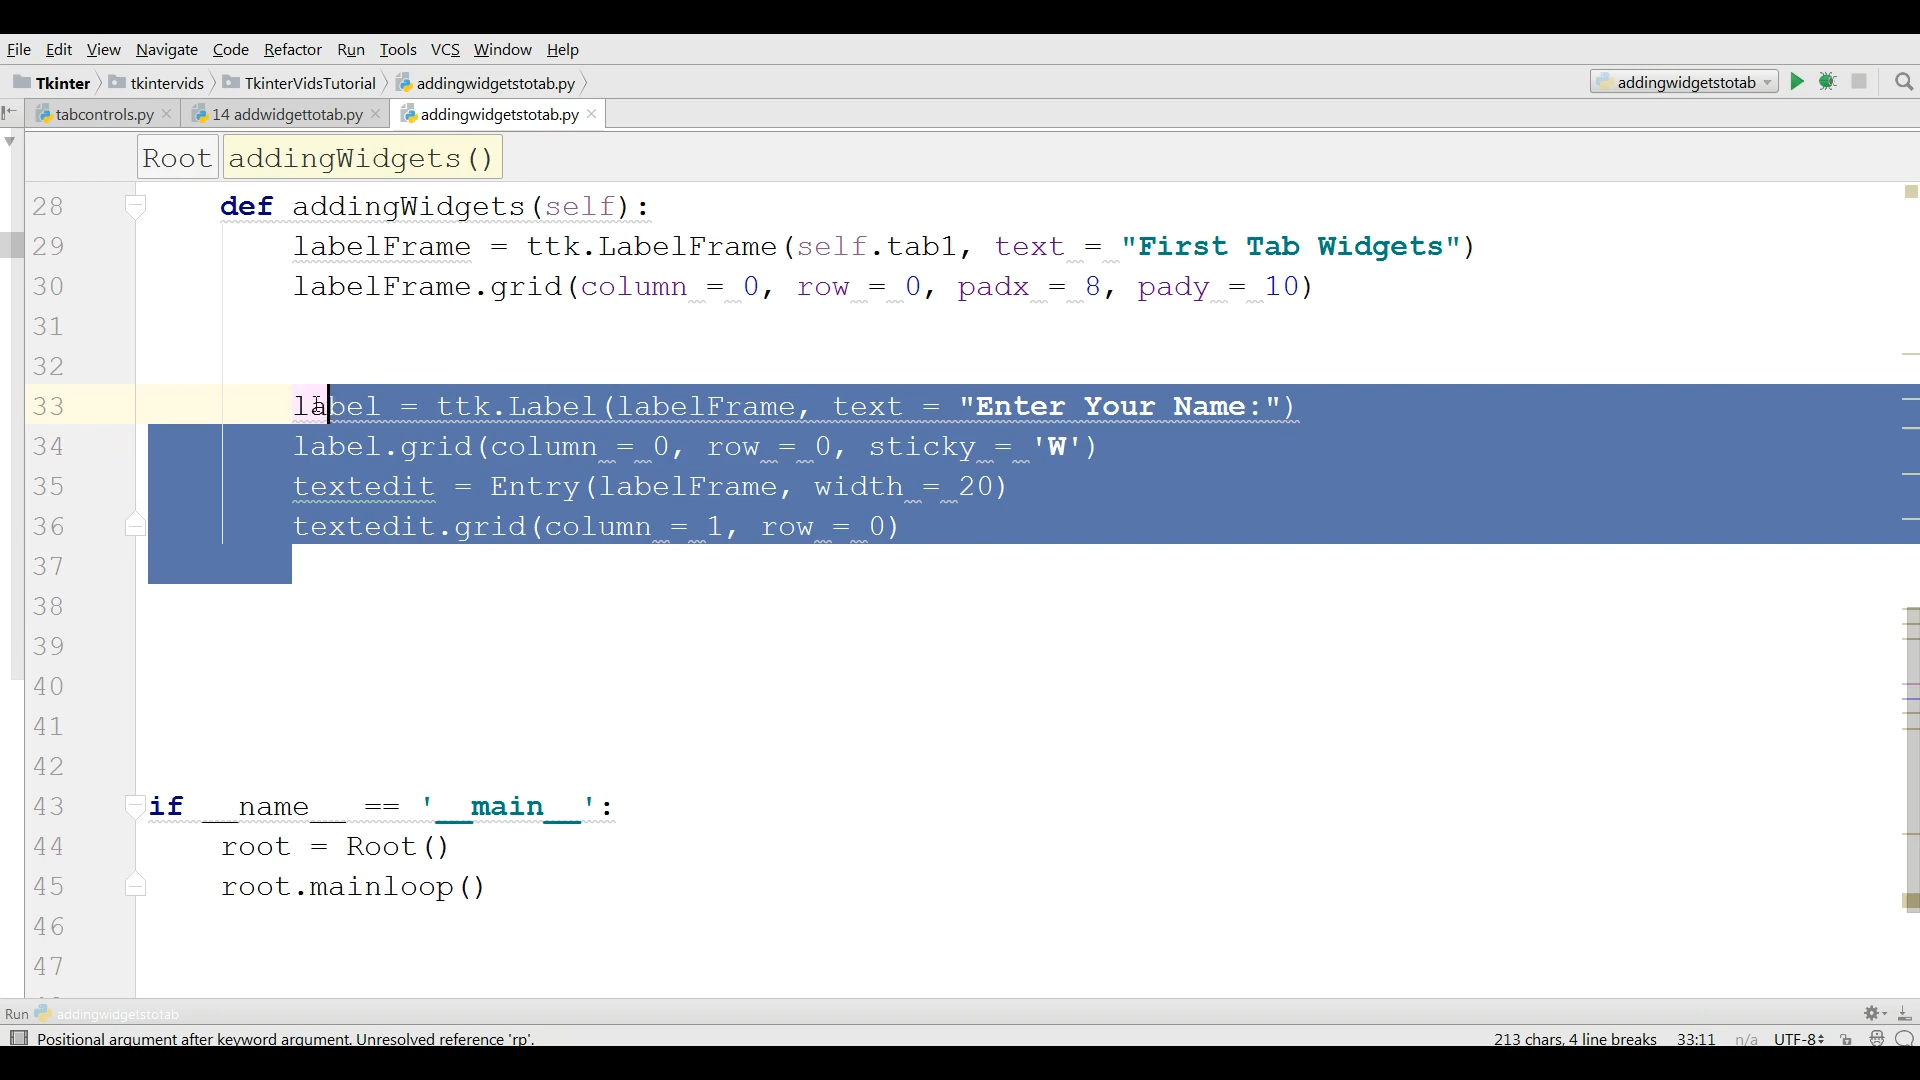 File Edit View Navigate Code Refactor Run Tools VCS Window Help
Tkinter tkintervids TkinterVidsTutorial addingwidgetstotab.py addingwidgetstotab
tabcontrols.py 14 addwidgettotab.py addingwidgetstotab.py
Root addingWidgets()
28 def addingWidgets(self):
29 labelFrame = ttk.LabelFrame(self.tab1, text = "First Tab Widgets")
30 labelFrame.grid(column = 0, row = 0, padx = 8, pady = 10)
31
32
33 label = ttk.Label(labelFrame, text = "Enter Your Name:")
34 label.grid(column = 0, row = 0, sticky = 'W')
35 textedit = Entry(labelFrame, width = 20)
36 textedit.grid(column = 1, row = 0)
37
38
39
40
41
42
43 if __name__ == '__main__':
44 root = Root()
45 root.mainloop()
46
47
Run addingwidgetstotab
Positional argument after keyword argument. Unresolved reference 'rp'. 213 chars, 4 line breaks 33:11 n/a UTF-8